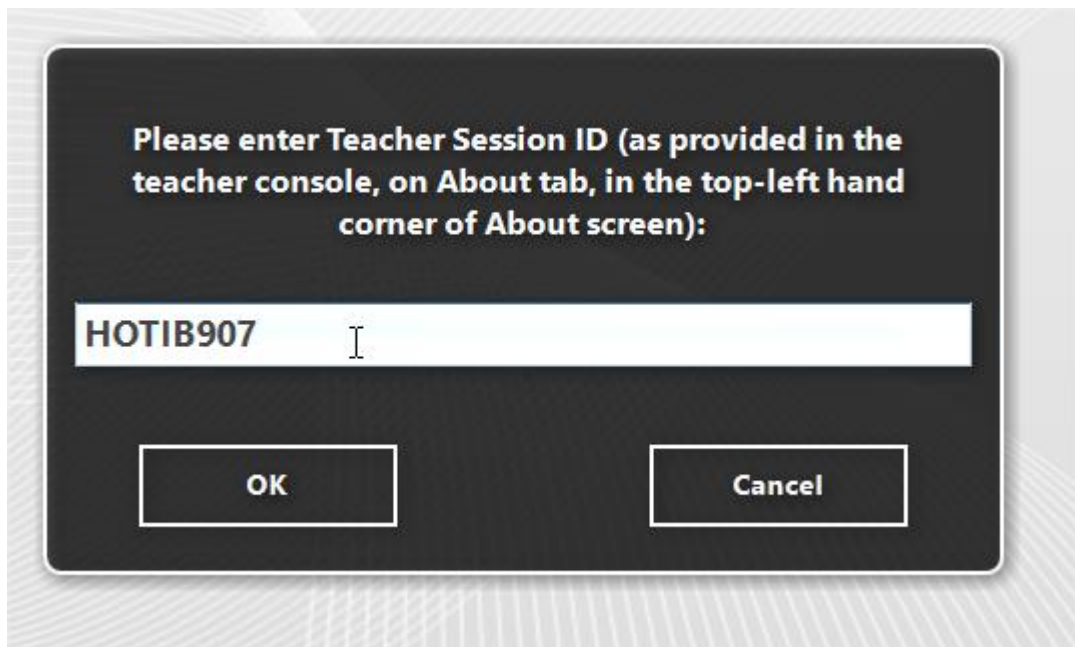 Please enter Teacher Session ID (as provided in the
teacher console, on About tab, in the top-left hand
corner of About screen):
HOTIB907
OK
Cancel